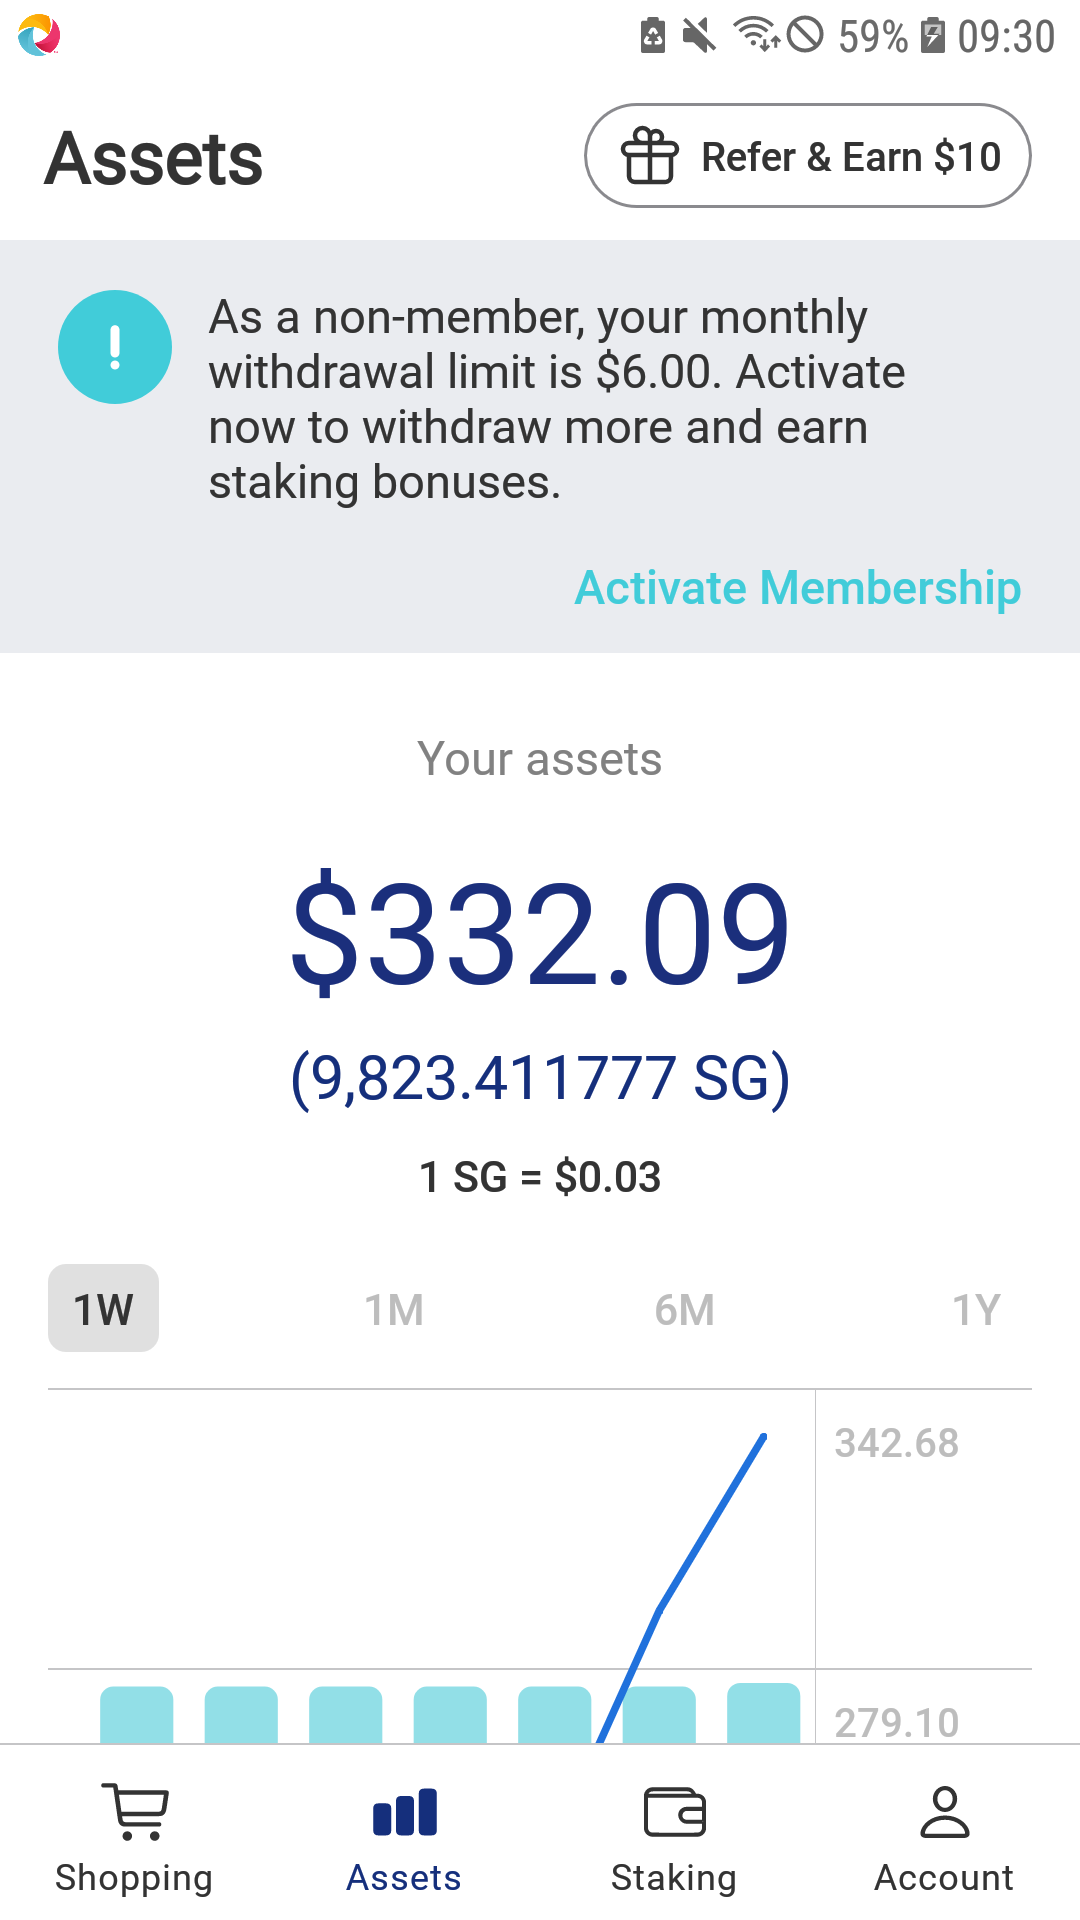 59% 09:30
Assets
Refer & Earn $10
As a non-member, your monthly
withdrawal limit is $6.00. Activate
now to withdraw more and earn
staking bonuses.
Activate Membership
Your assets
$332.09
(9,823.411777 SG)
1 SG = $0.03
1W 1M 6M 1Y
342.68
279.10
Shopping Assets Staking Account